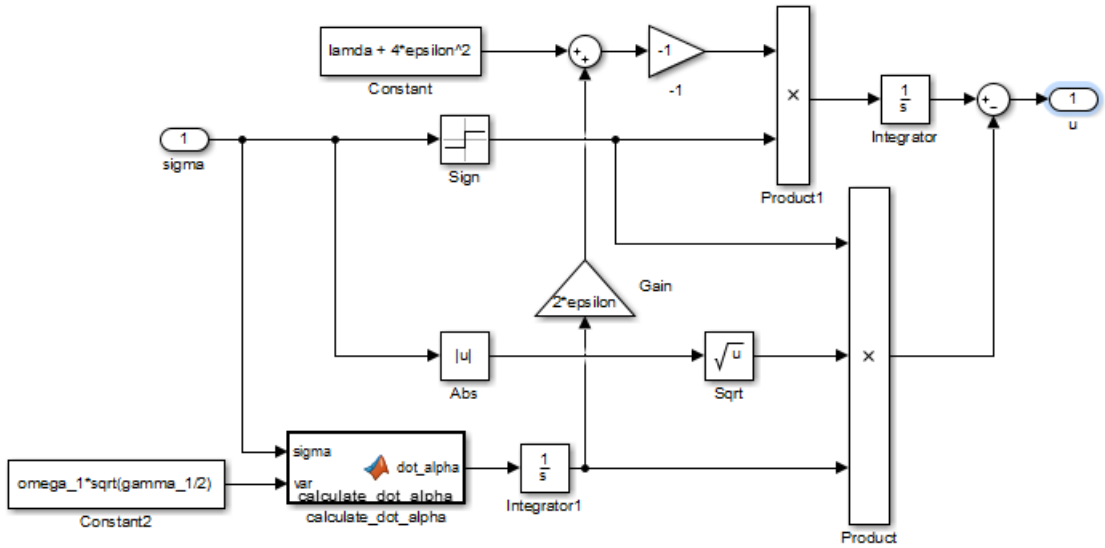 lamda + 4*epsilon^2
Constant
+
+
-1
-1
×
Product1
1
s
Integrator
+
−
1
u
1
sigma
Sign
2*epsilon
Gain
|u|
Abs
√u
Sqrt
×
Product
sigma
var
dot_alpha
calculate_dot_alpha
calculate_dot_alpha
1
s
Integrator1
omega_1*sqrt(gamma_1/2)
Constant2